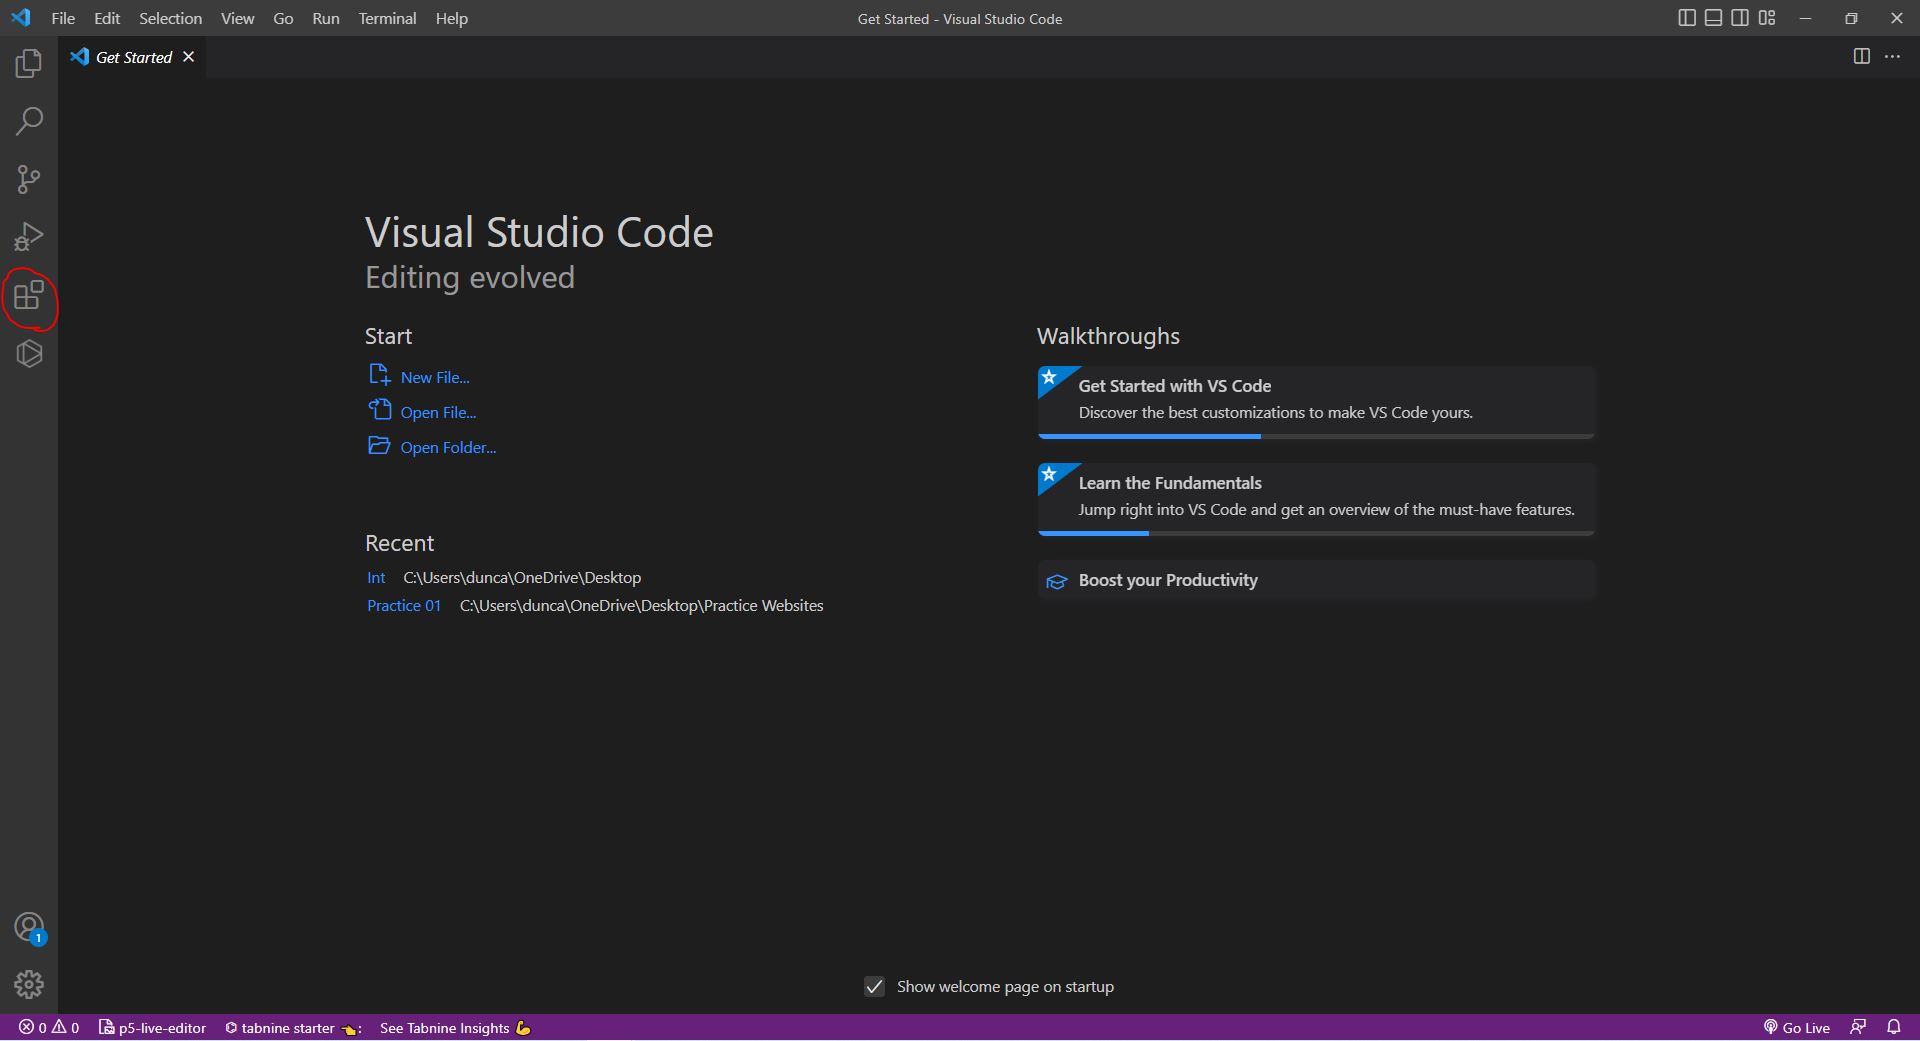 File Edit Selection View Go Run Terminal Help
Get Started - Visual Studio Code
Get Started
Visual Studio Code
Editing evolved
Start
New File...
Open File...
Open Folder...
Recent
Int C:\Users\dunca\OneDrive\Desktop
Practice 01 C:\Users\dunca\OneDrive\Desktop\Practice Websites
Walkthroughs
Get Started with VS Code
Discover the best customizations to make VS Code yours.
Learn the Fundamentals
Jump right into VS Code and get an overview of the must-have features.
Boost your Productivity
1
Show welcome page on startup
0 0 p5-live-editor tabnine starter 👈: See Tabnine Insights 💪 Go Live